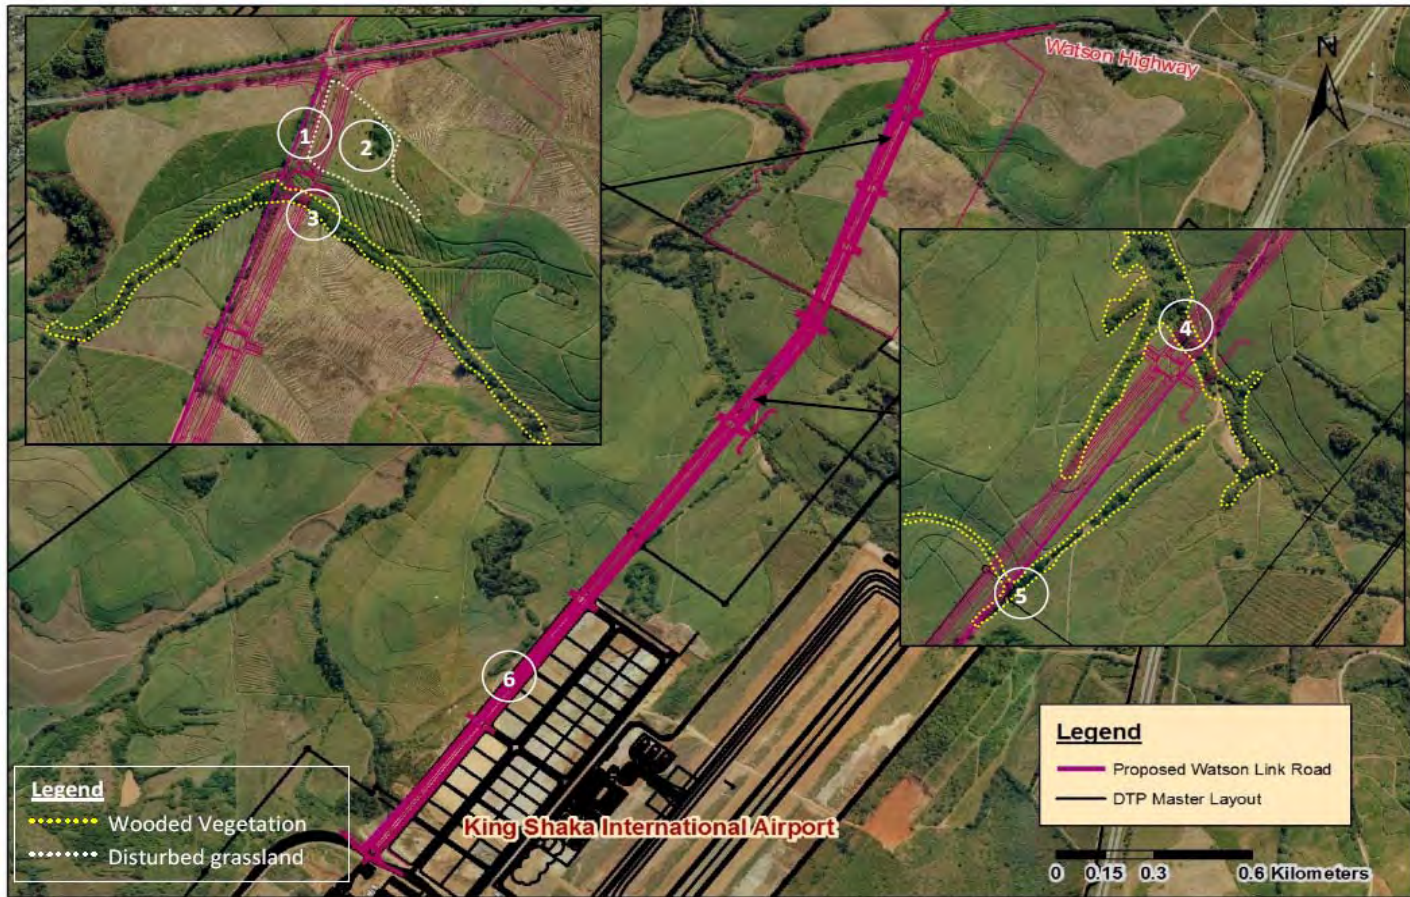 Watson Highway
N
1
2
3
4
5
6
King Shaka International Airport
Legend
Wooded Vegetation
Disturbed grassland
Legend
Proposed Watson Link Road
DTP Master Layout
0 0.15 0.3 0.6 Kilometers